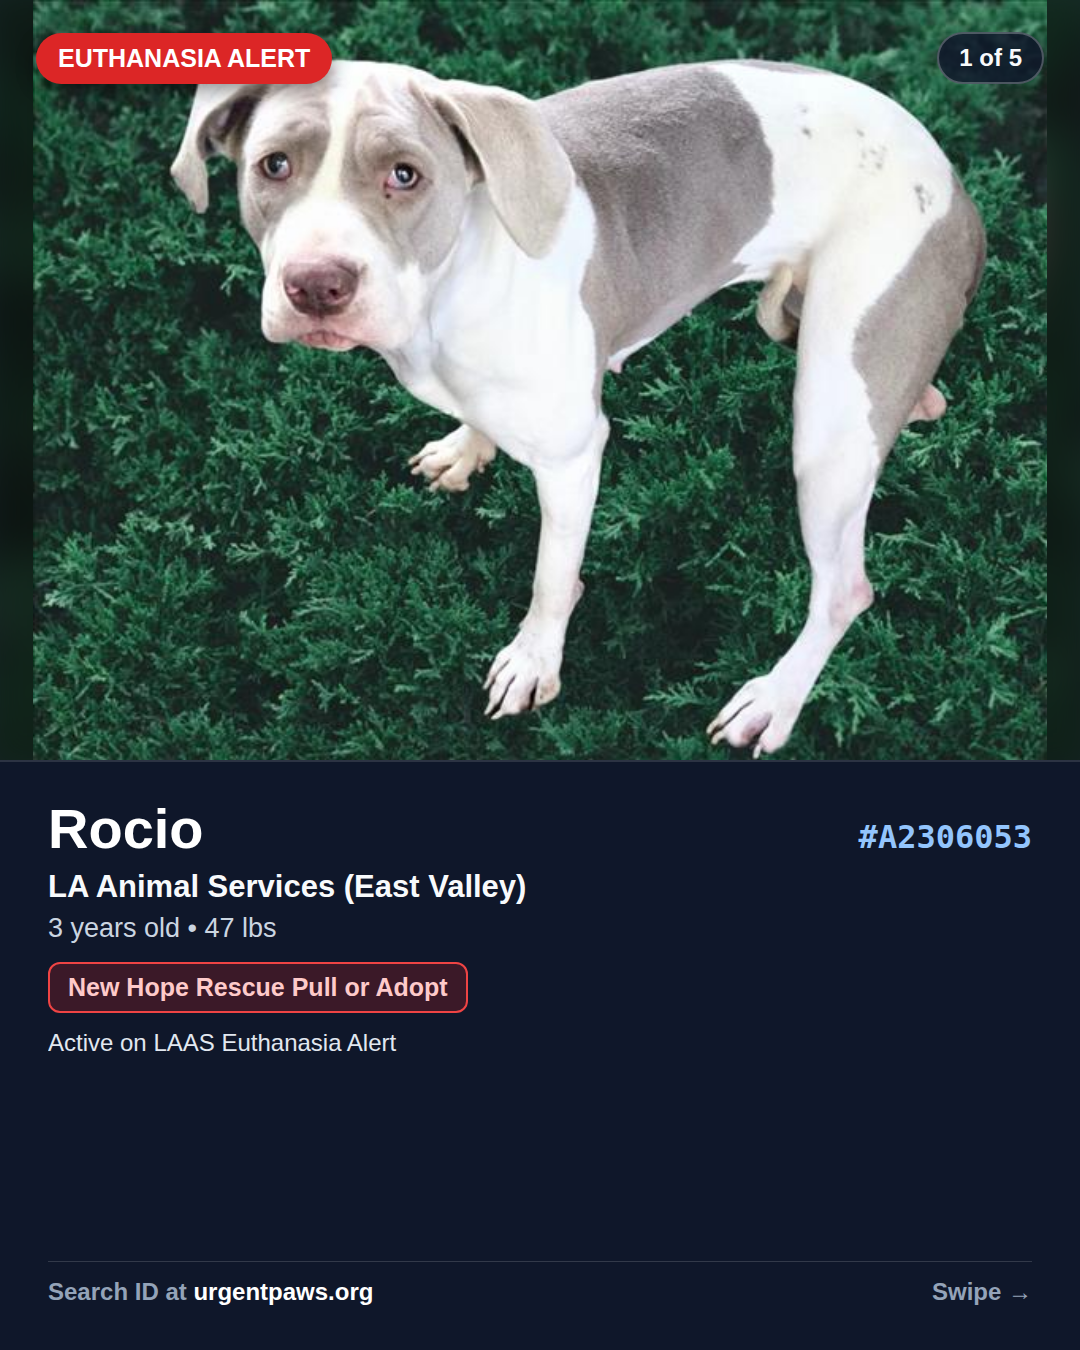 EUTHANASIA ALERT
1 of 5
Rocio
#A2306053
LA Animal Services (East Valley)
3 years old • 47 lbs
New Hope Rescue Pull or Adopt
Active on LAAS Euthanasia Alert
Search ID at urgentpaws.org
Swipe →